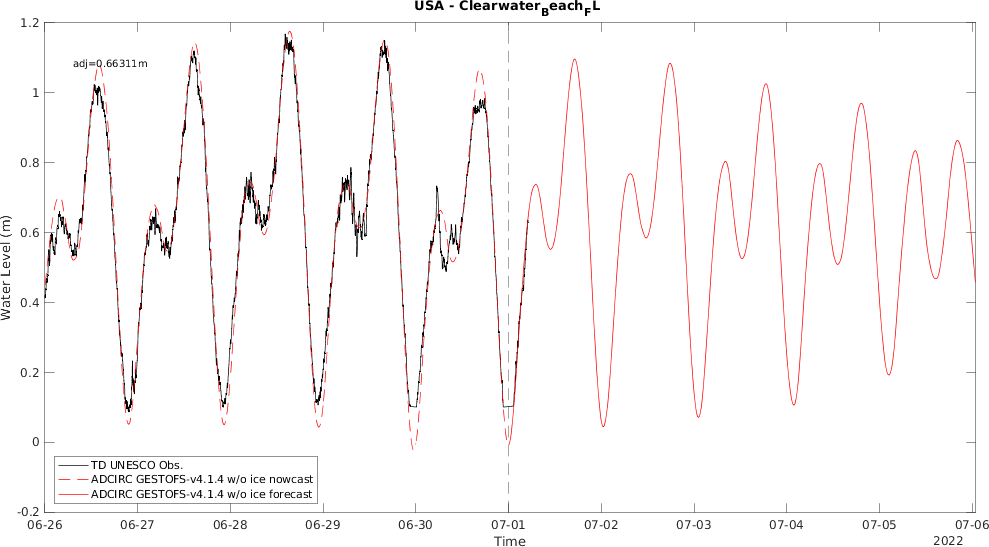 USA - Clearwater_Beach_FL
adj=0.66311m
1.2
1
0.8
0.6
0.4
0.2
0
-0.2
Water Level (m)
TD UNESCO Obs.
ADCIRC GESTOFS-v4.1.4 w/o ice nowcast
ADCIRC GESTOFS-v4.1.4 w/o ice forecast
06-26 06-27 06-28 06-29 06-30 07-01 07-02 07-03 07-04 07-05 07-06
Time
2022